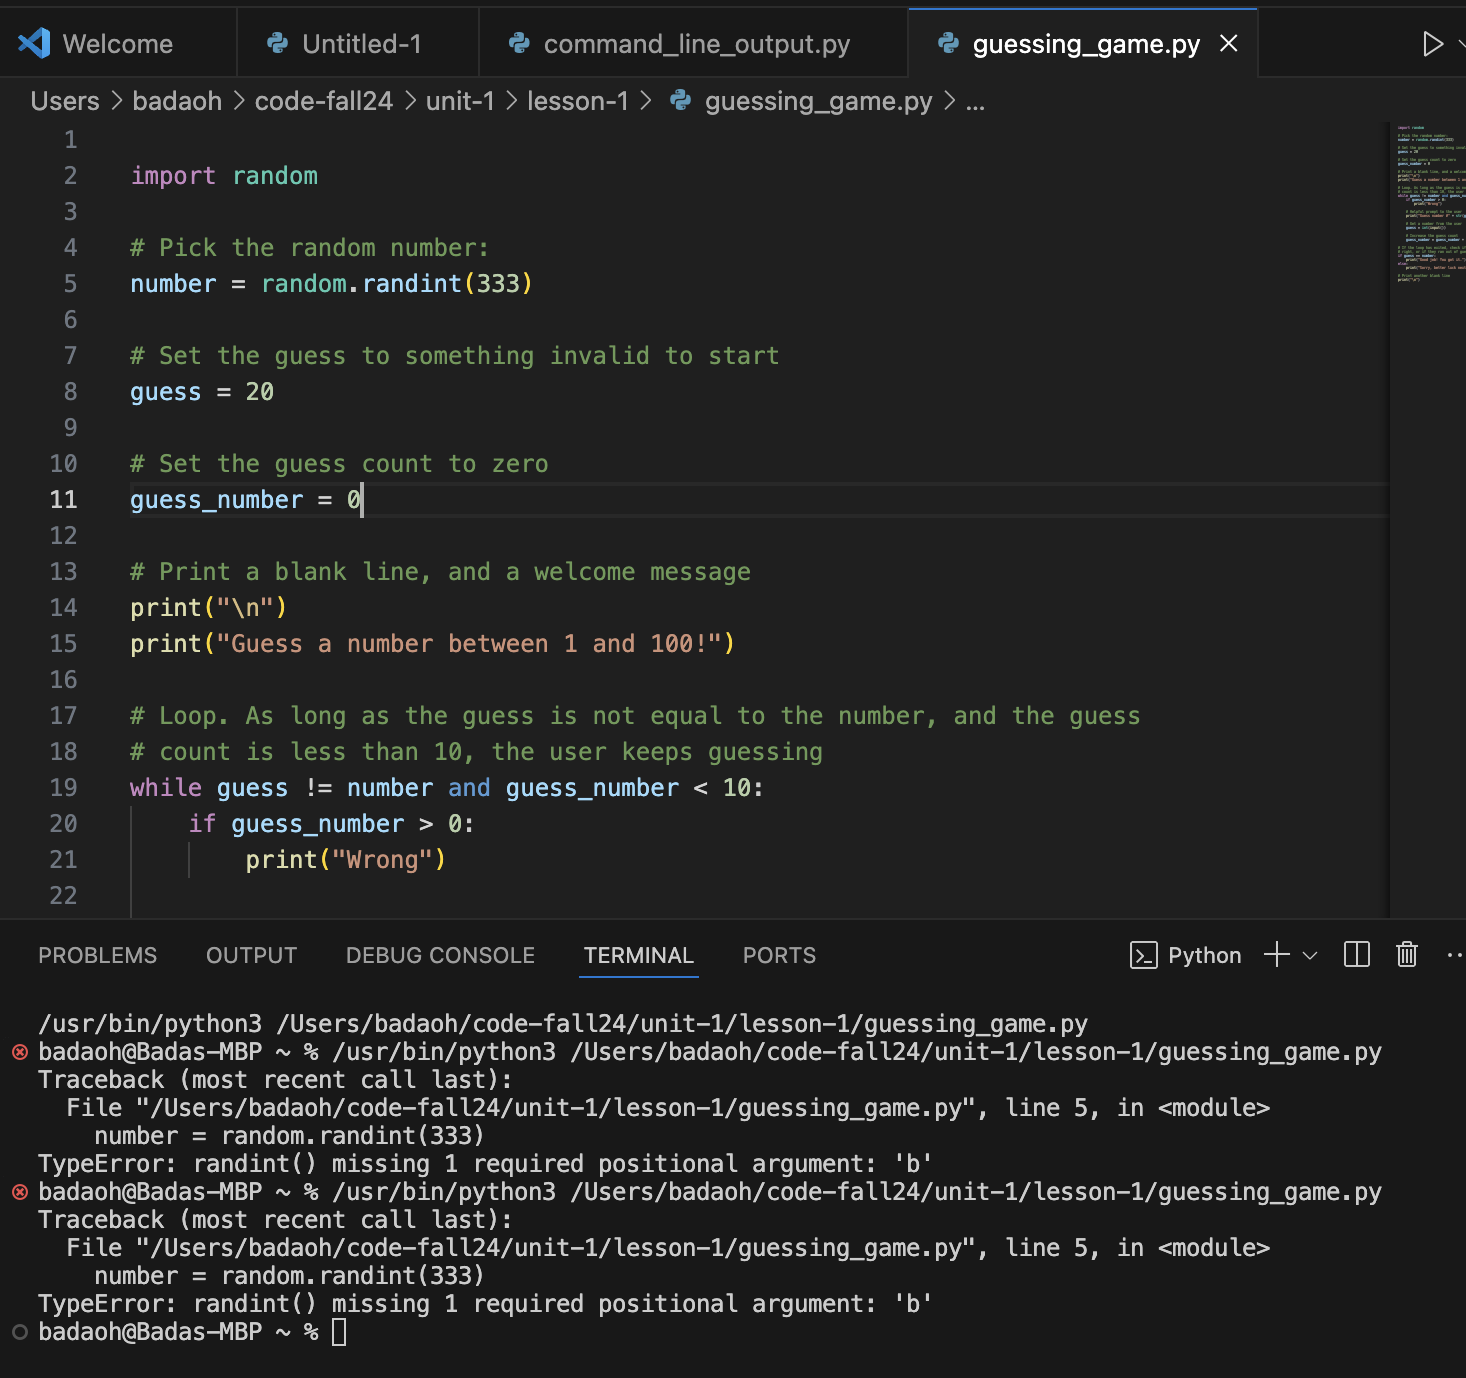 Welcome
Untitled-1
command_line_output.py
guessing_game.py
Users > badaoh > code-fall24 > unit-1 > lesson-1 > guessing_game.py > ...
1
2 import random
3
4 # Pick the random number:
5 number = random.randint(333)
6
7 # Set the guess to something invalid to start
8 guess = 20
9
10 # Set the guess count to zero
11 guess_number = 0
12
13 # Print a blank line, and a welcome message
14 print("\n")
15 print("Guess a number between 1 and 100!")
16
17 # Loop. As long as the guess is not equal to the number, and the guess
18 # count is less than 10, the user keeps guessing
19 while guess != number and guess_number < 10:
20     if guess_number > 0:
21         print("Wrong")
22
PROBLEMS OUTPUT DEBUG CONSOLE TERMINAL PORTS Python
/usr/bin/python3 /Users/badaoh/code-fall24/unit-1/lesson-1/guessing_game.py
badaoh@Badas-MBP ~ % /usr/bin/python3 /Users/badaoh/code-fall24/unit-1/lesson-1/guessing_game.py
Traceback (most recent call last):
  File "/Users/badaoh/code-fall24/unit-1/lesson-1/guessing_game.py", line 5, in <module>
    number = random.randint(333)
TypeError: randint() missing 1 required positional argument: 'b'
badaoh@Badas-MBP ~ % /usr/bin/python3 /Users/badaoh/code-fall24/unit-1/lesson-1/guessing_game.py
Traceback (most recent call last):
  File "/Users/badaoh/code-fall24/unit-1/lesson-1/guessing_game.py", line 5, in <module>
    number = random.randint(333)
TypeError: randint() missing 1 required positional argument: 'b'
badaoh@Badas-MBP ~ %